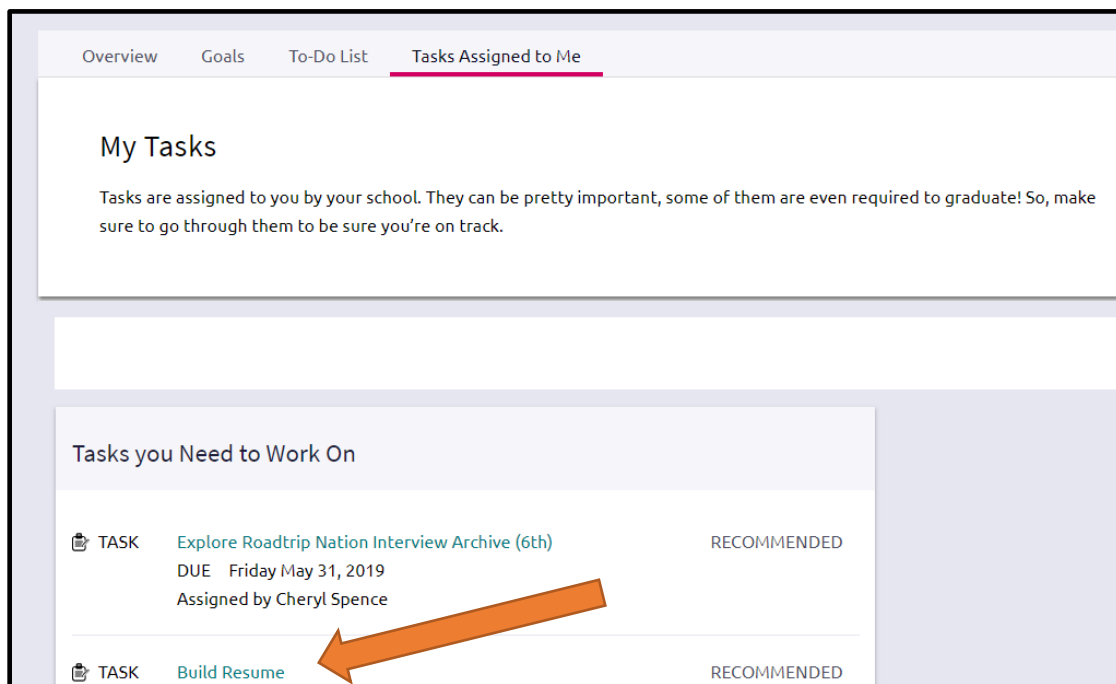 Overview Goals To-Do List Tasks Assigned to Me
My Tasks
Tasks are assigned to you by your school. They can be pretty important, some of them are even required to graduate! So, make
sure to go through them to be sure you're on track.
Tasks you Need to Work On
TASK Explore Roadtrip Nation Interview Archive (6th) RECOMMENDED
DUE Friday May 31, 2019
Assigned by Cheryl Spence
TASK Build Resume RECOMMENDED